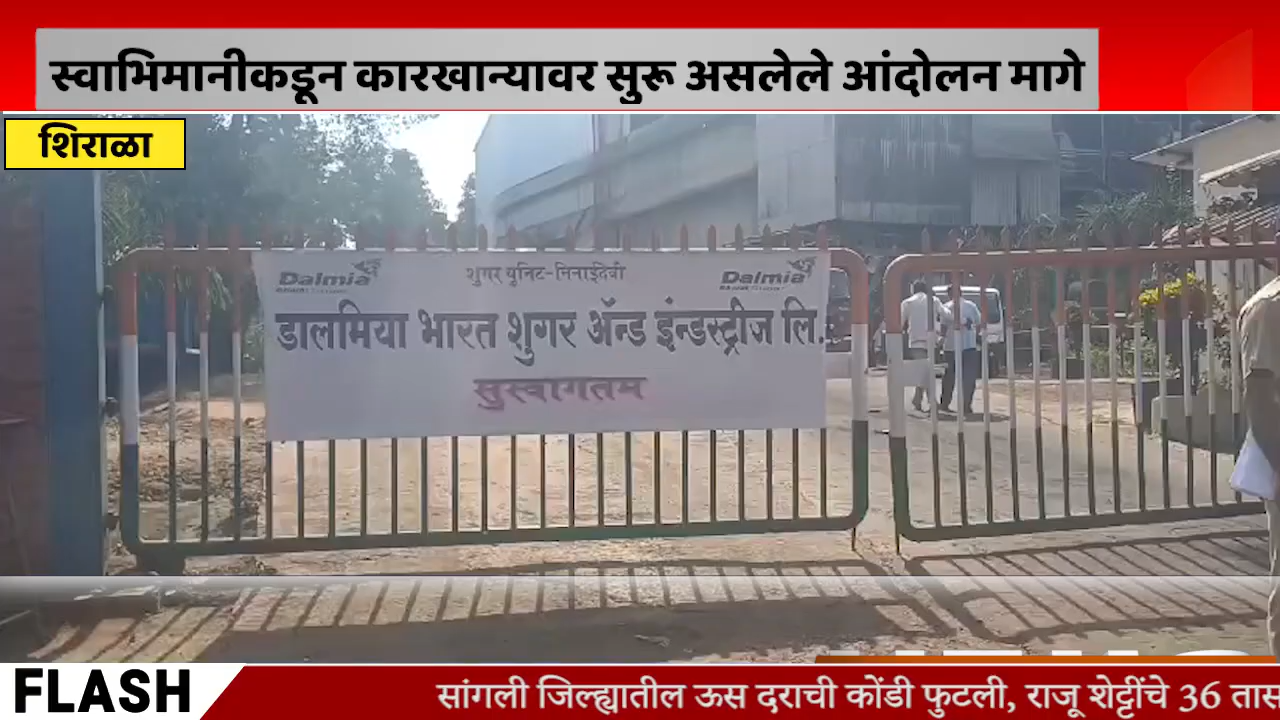 स्वाभिमानीकडून कारखान्यावर सुरू असलेले आंदोलन मागे
शिराळा
Dalmia
शुगर युनिट-निनाईदेवी
Dalmia
डालमिया भारत शुगर ॲन्ड इंन्डस्ट्रीज लि.
सुस्वागतम
FLASH
सांगली जिल्ह्यातील ऊस दराची कोंडी फुटली, राजू शेट्टींचे 36 तास